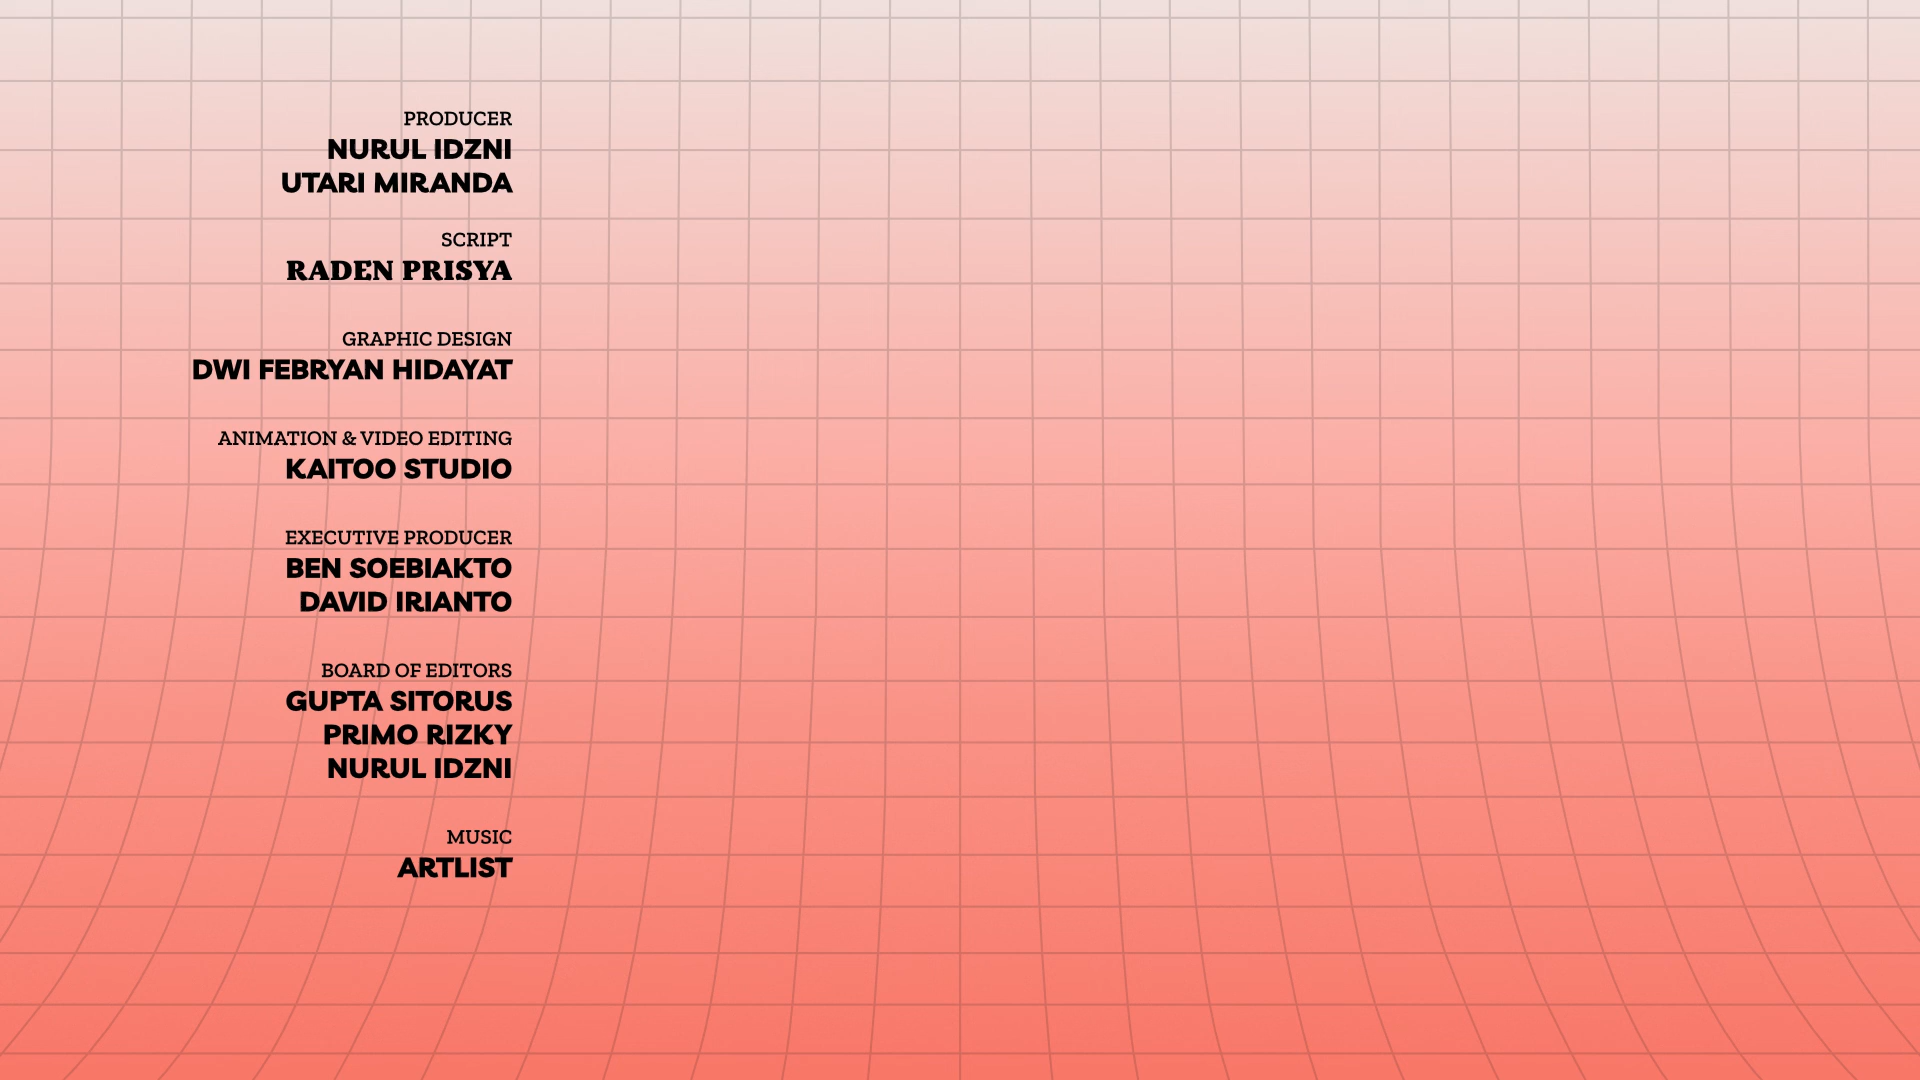 PRODUCER
NURUL IDZNI
UTARI MIRANDA
SCRIPT
RADEN PRISYA
GRAPHIC DESIGN
DWI FEBRYAN HIDAYAT
ANIMATION & VIDEO EDITING
KAITOO STUDIO
EXECUTIVE PRODUCER
BEN SOEBIAKTO
DAVID IRIANTO
BOARD OF EDITORS
GUPTA SITORUS
PRIMO RIZKY
NURUL IDZNI
MUSIC
ARTLIST